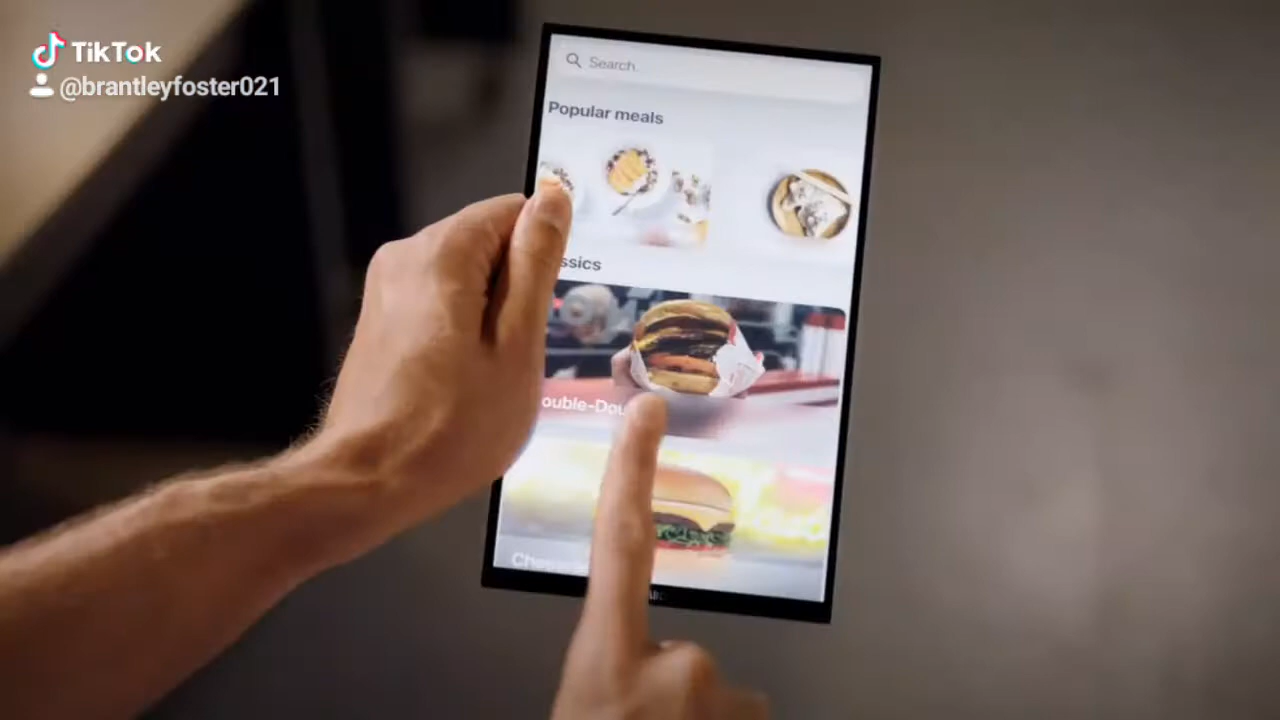 TikTok
@brantleyfoster021
Search
Popular meals
ssics
ouble-Dou